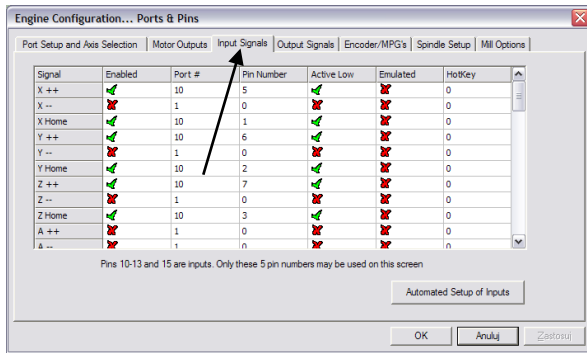 Engine Configuration... Ports & Pins
Port Setup and Axis Selection Motor Outputs Input Signals Output Signals Encoder/MPG's Spindle Setup Mill Options
Signal Enabled Port # Pin Number Active Low Emulated HotKey
X ++ 10 5 0
X -- 1 0 0
X Home 10 1 0
Y ++ 10 6 0
Y -- 1 0 0
Y Home 10 2 0
Z ++ 10 7 0
Z -- 1 0 0
Z Home 10 3 0
A ++ 1 0 0
A -- 1 0 0
Pins 10-13 and 15 are inputs. Only these 5 pin numbers may be used on this screen
Automated Setup of Inputs
OK Anuluj Zastosuj